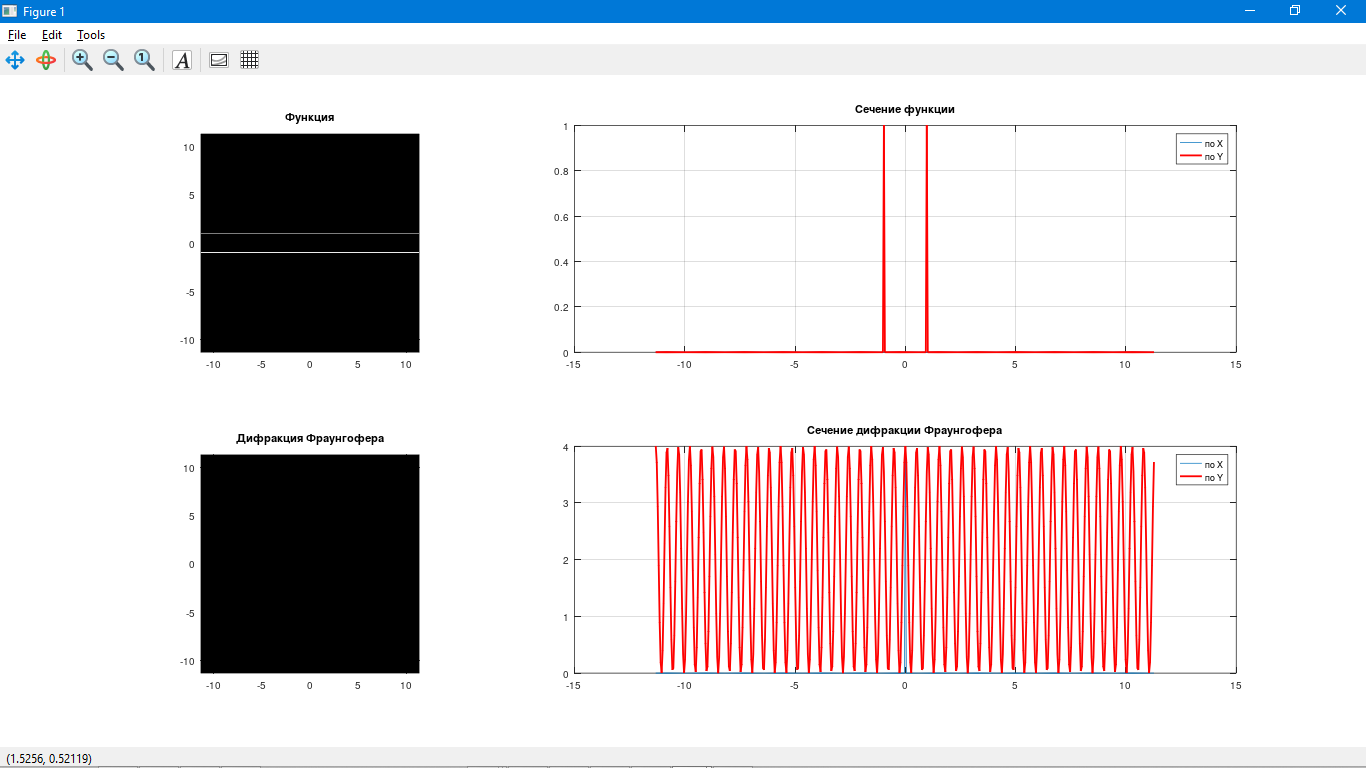 Figure 1
File Edit Tools
Функция
10
5
0
-5
-10
-10 -5 0 5 10
Сечение функции
1
0.8
0.6
0.4
0.2
0
-15 -10 -5 0 5 10 15
по X
по Y
Дифракция Фраунгофера
10
5
0
-5
-10
-10 -5 0 5 10
Сечение дифракции Фраунгофера
4
3
2
1
0
-15 -10 -5 0 5 10 15
по X
по Y
(1.5256, 0.52119)